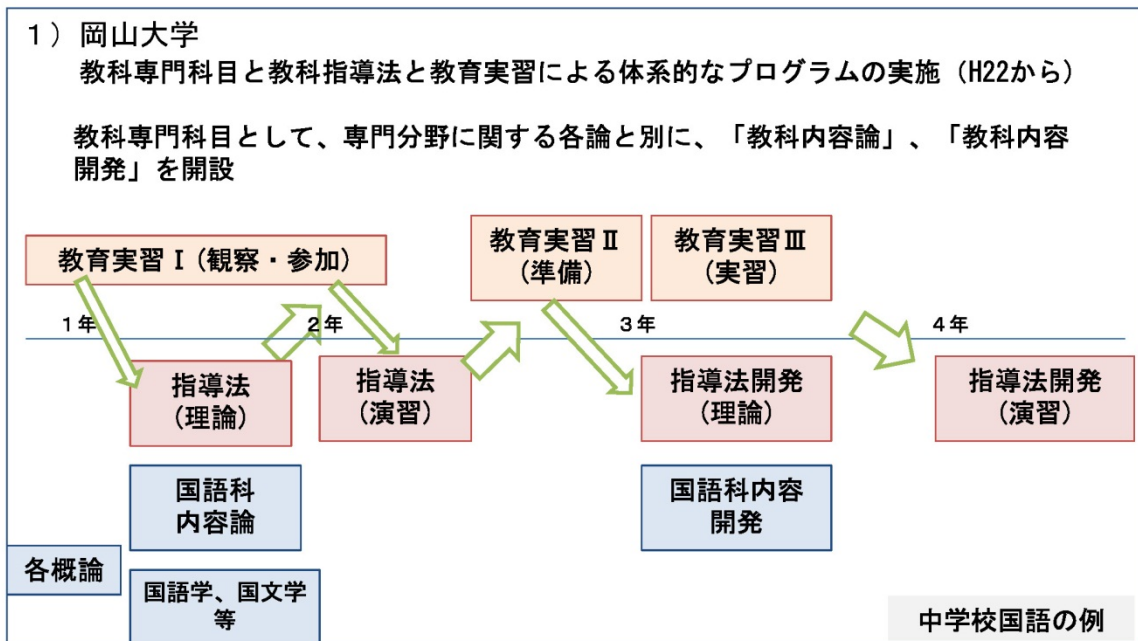 １）岡山大学
教科専門科目と教科指導法と教育実習による体系的なプログラムの実施（H22から）
教科専門科目として、専門分野に関する各論と別に、「教科内容論」、「教科内容
開発」を開設
教育実習Ⅰ（観察・参加）
教育実習Ⅱ
（準備）
教育実習Ⅲ
（実習）
１年
２年
３年
４年
指導法
（理論）
指導法
（演習）
指導法開発
（理論）
指導法開発
（演習）
国語科
内容論
国語科内容
開発
各概論
国語学、国文学
等
中学校国語の例